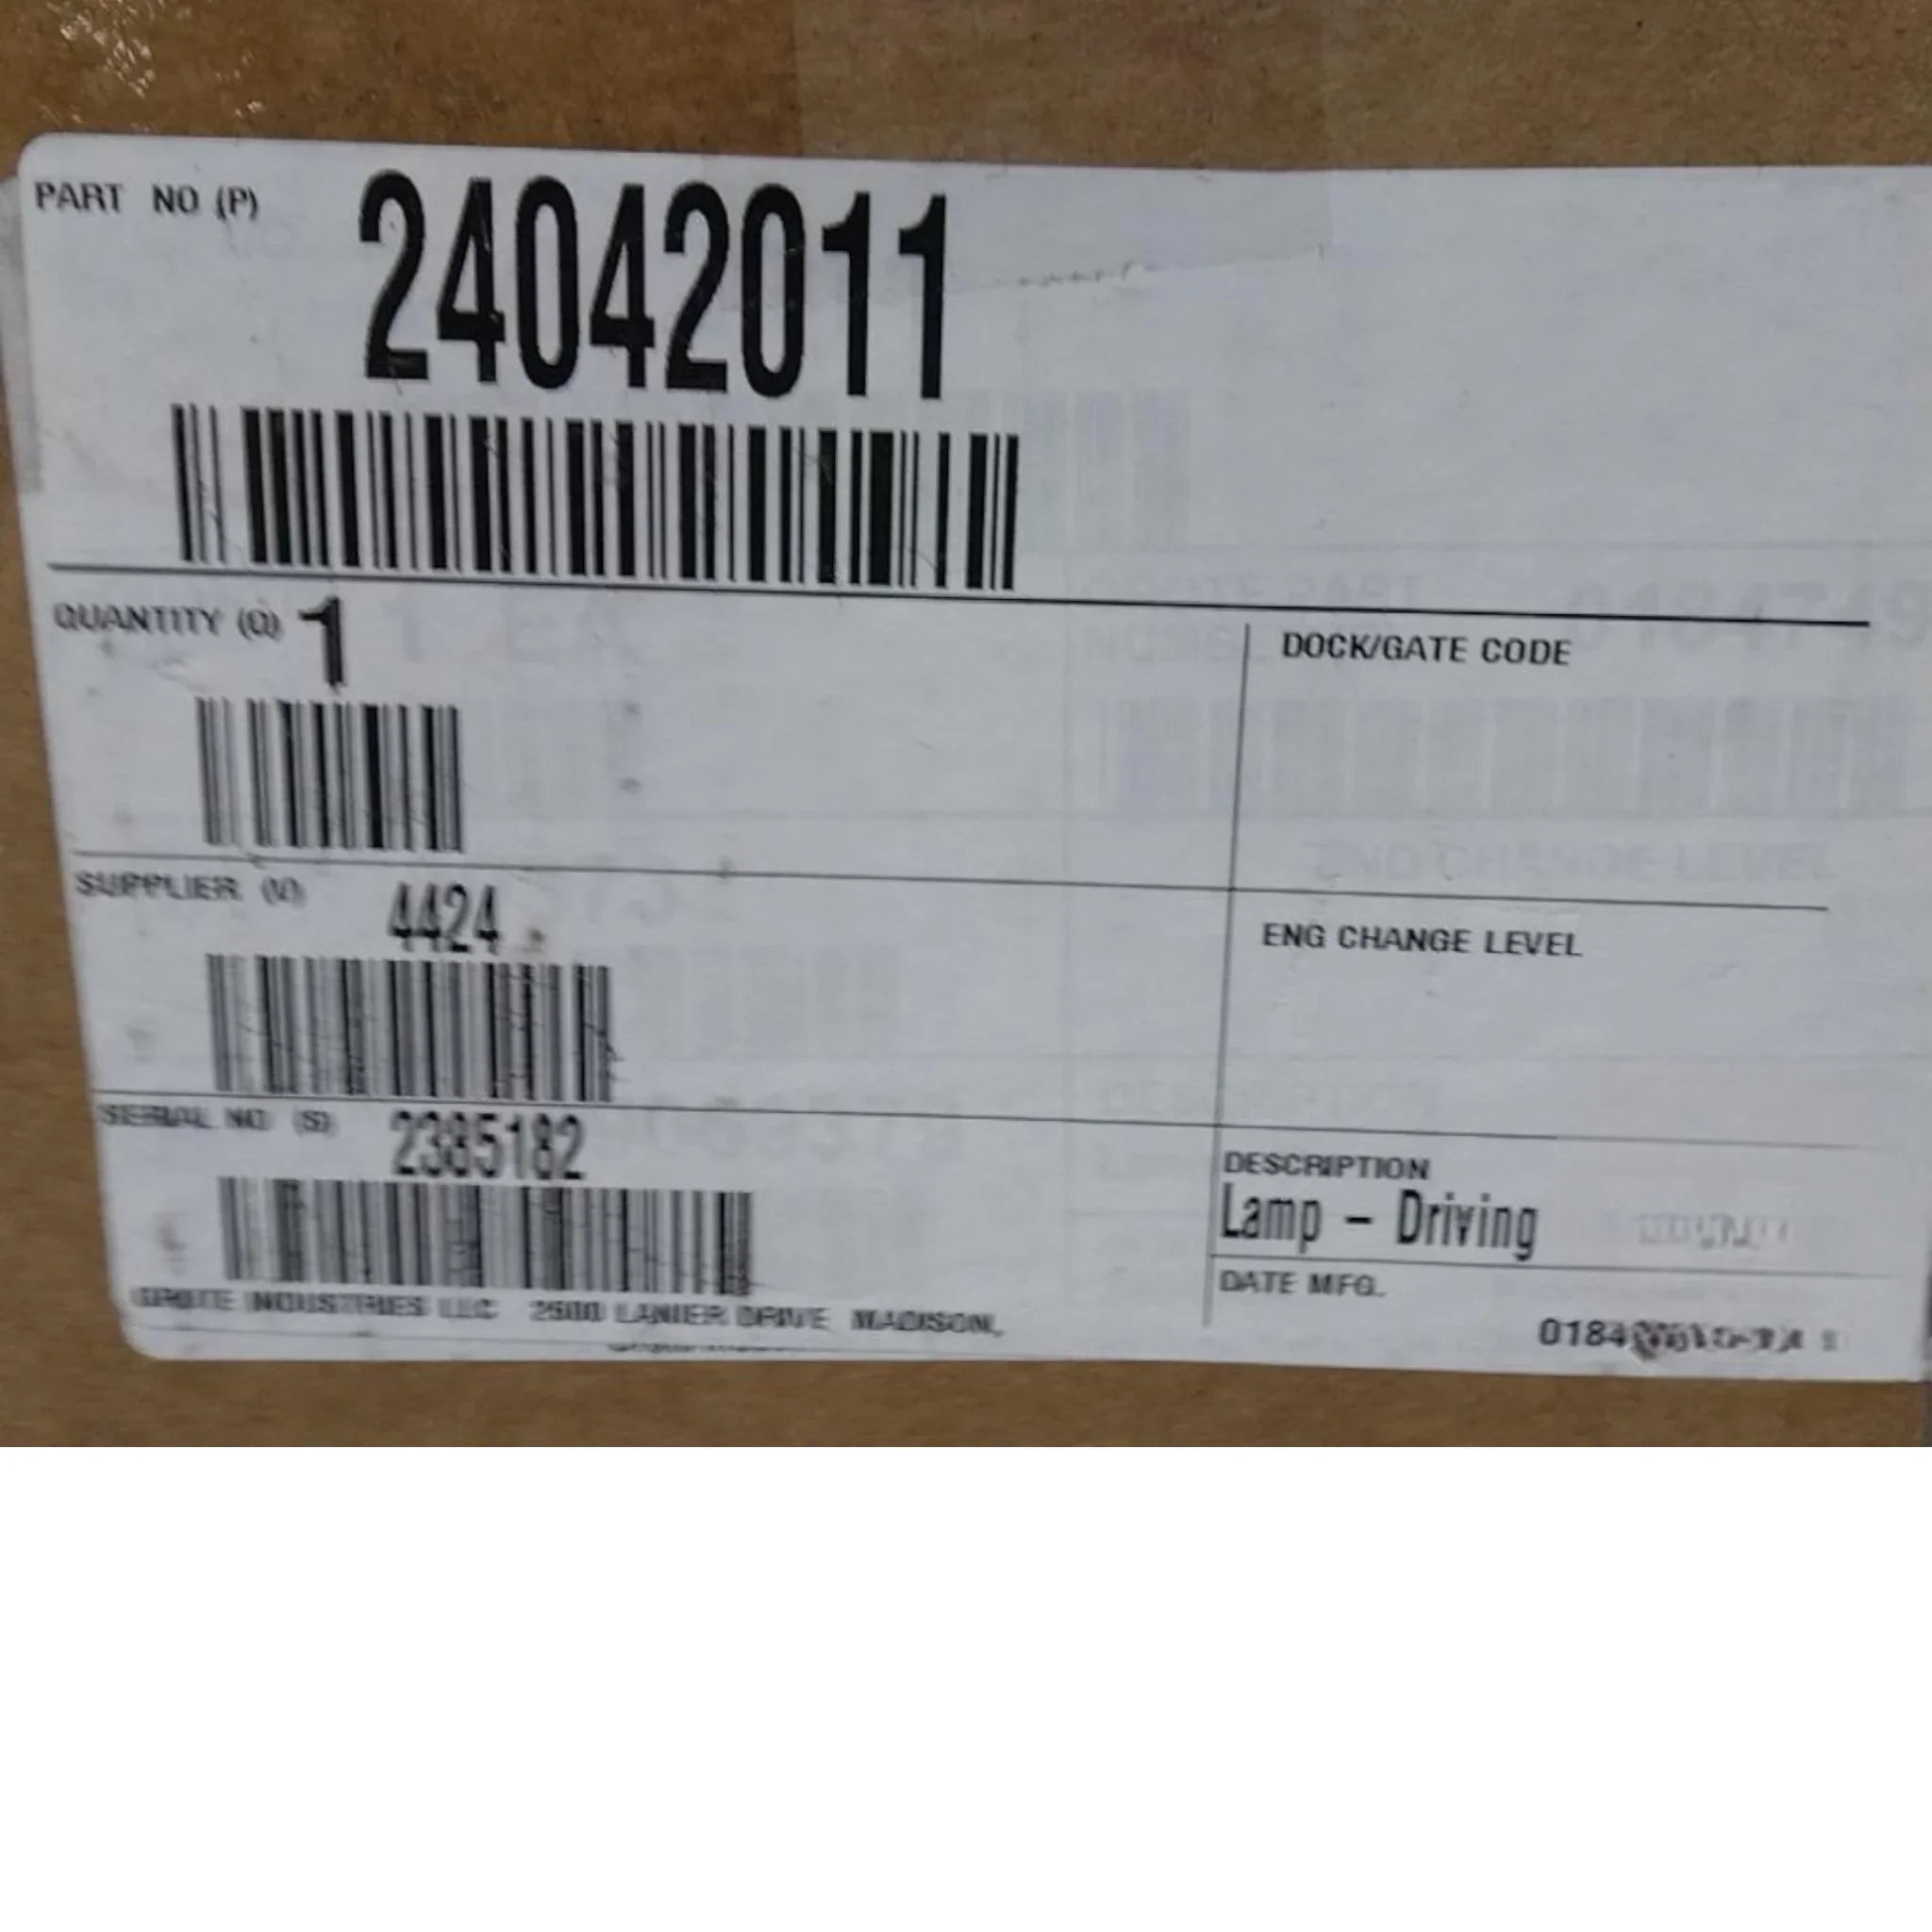 PART NO (P) 24042011
QUANTITY (Q) 1
DOCK/GATE CODE
SUPPLIER (V) 4424
ENG CHANGE LEVEL
SERIAL NO (S) 2385182
DESCRIPTION
Lamp - Driving
DATE MFG.
GROTE INDUSTRIES LLC 2600 LANIER DRIVE MADISON,